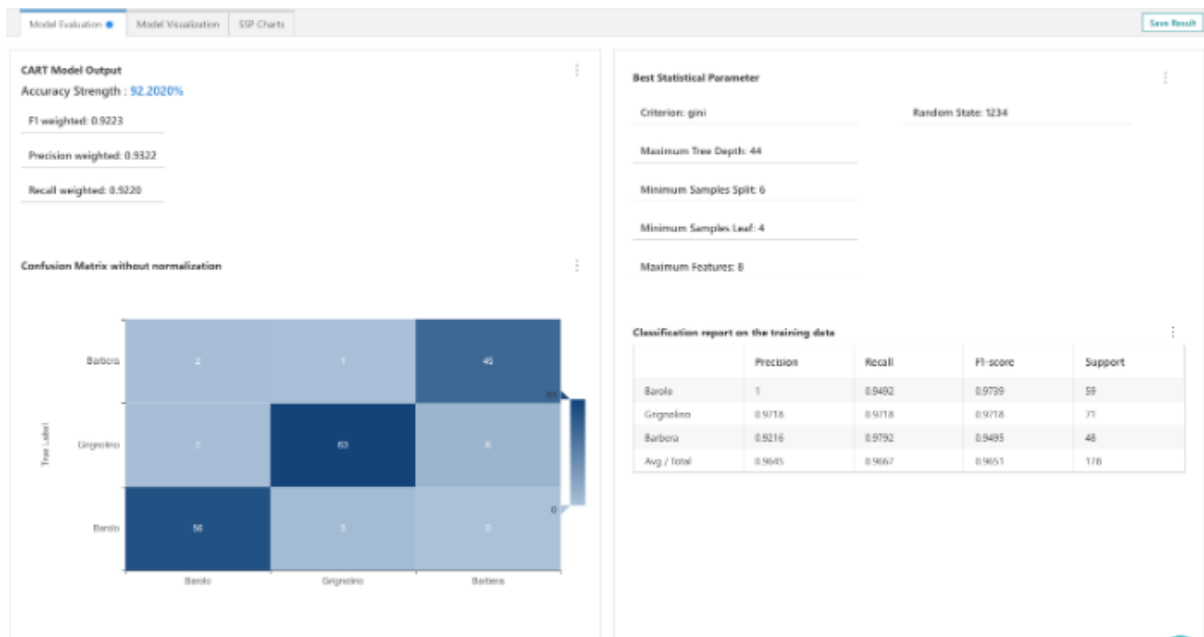 Model Evaluation
Model Visualization
SSP Charts
Save Result
CART Model Output
Accuracy Strength : 92.2020%
F1 weighted: 0.9223
Precision weighted: 0.9322
Recall weighted: 0.9220
Best Statistical Parameter
Criterion: gini
Random State: 1234
Maximum Tree Depth: 44
Minimum Samples Split: 6
Minimum Samples Leaf: 4
Maximum Features: 8
Confusion Matrix without normalization
True Label
Barbera
2
1
45
Grignolino
2
63
6
Barolo
56
3
0
Barolo
Grignolino
Barbera
63
0
Classification report on the training data
Precision
Recall
F1-score
Support
Barolo
1
0.9492
0.9739
59
Grignolino
0.9718
0.9718
0.9718
71
Barbera
0.9216
0.9792
0.9495
48
Avg / Total
0.9645
0.9667
0.9651
178